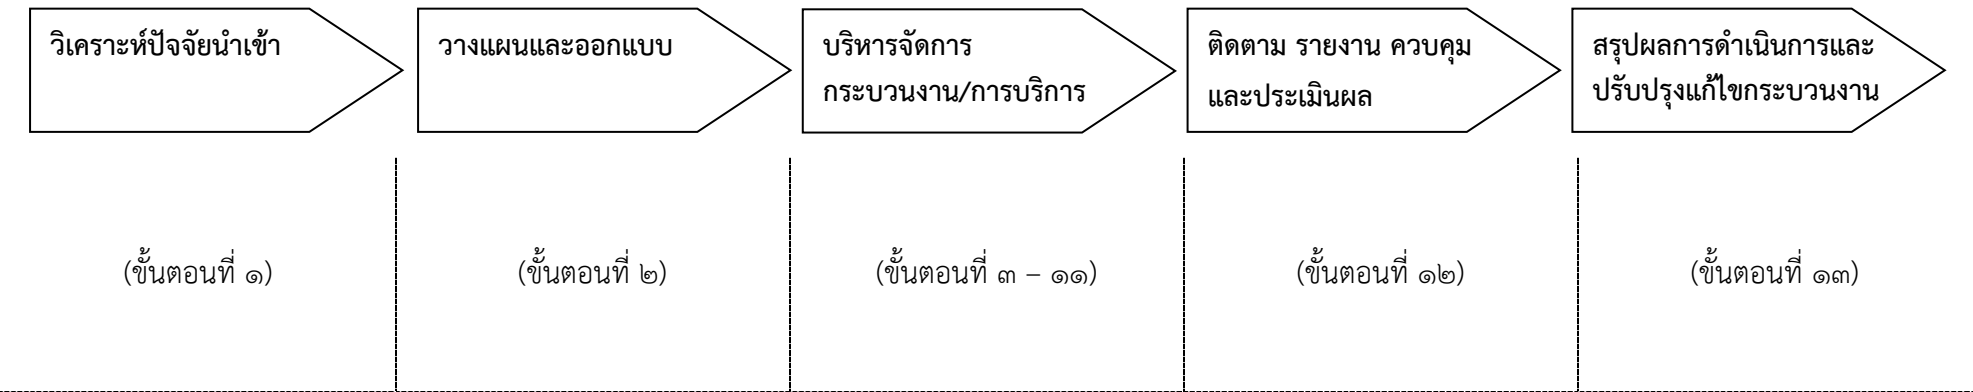 วิเคราะห์ปัจจัยนำเข้า
วางแผนและออกแบบ
บริหารจัดการ
กระบวนงาน/การบริการ
ติดตาม รายงาน ควบคุม
และประเมินผล
สรุปผลการดำเนินการและ
ปรับปรุงแก้ไขกระบวนงาน
(ขั้นตอนที่ ๑)
(ขั้นตอนที่ ๒)
(ขั้นตอนที่ ๓ – ๑๑)
(ขั้นตอนที่ ๑๒)
(ขั้นตอนที่ ๑๓)